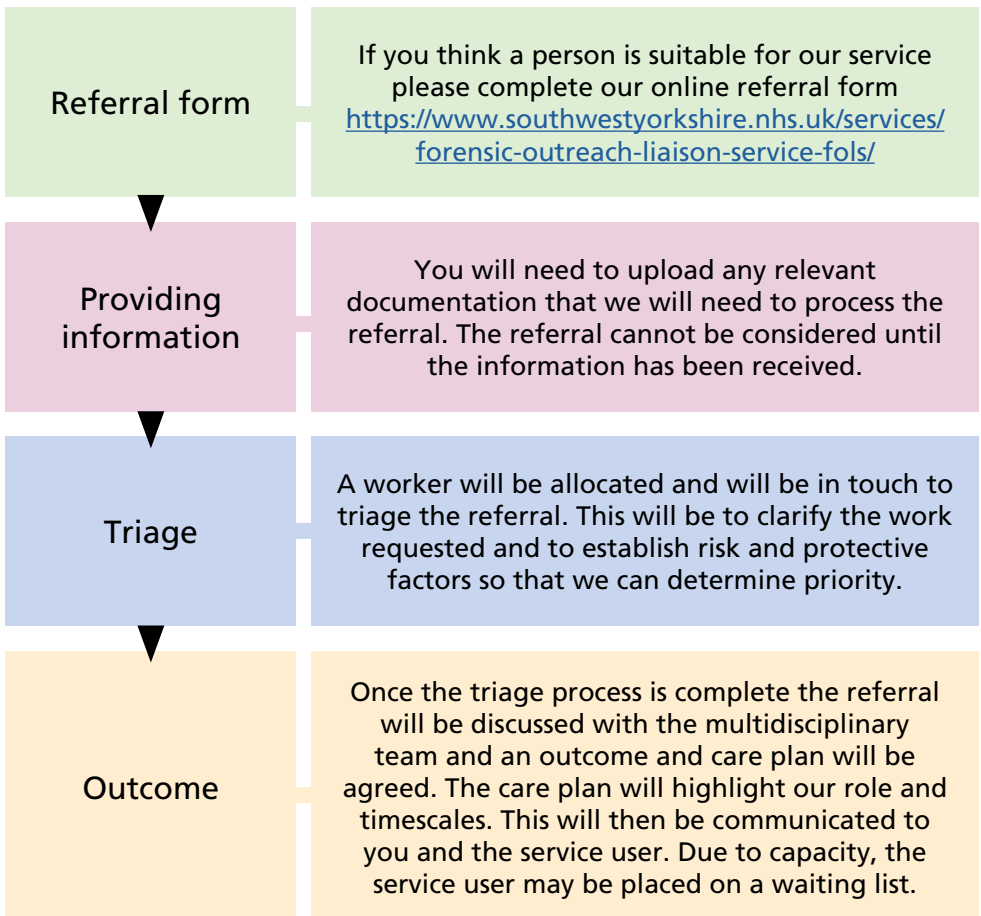 Referral form
If you think a person is suitable for our service
please complete our online referral form
https://www.southwestyorkshire.nhs.uk/services/
forensic-outreach-liaison-service-fols/
Providing
information
You will need to upload any relevant
documentation that we will need to process the
referral. The referral cannot be considered until
the information has been received.
Triage
A worker will be allocated and will be in touch to
triage the referral. This will be to clarify the work
requested and to establish risk and protective
factors so that we can determine priority.
Outcome
Once the triage process is complete the referral
will be discussed with the multidisciplinary
team and an outcome and care plan will be
agreed. The care plan will highlight our role and
timescales. This will then be communicated to
you and the service user. Due to capacity, the
service user may be placed on a waiting list.